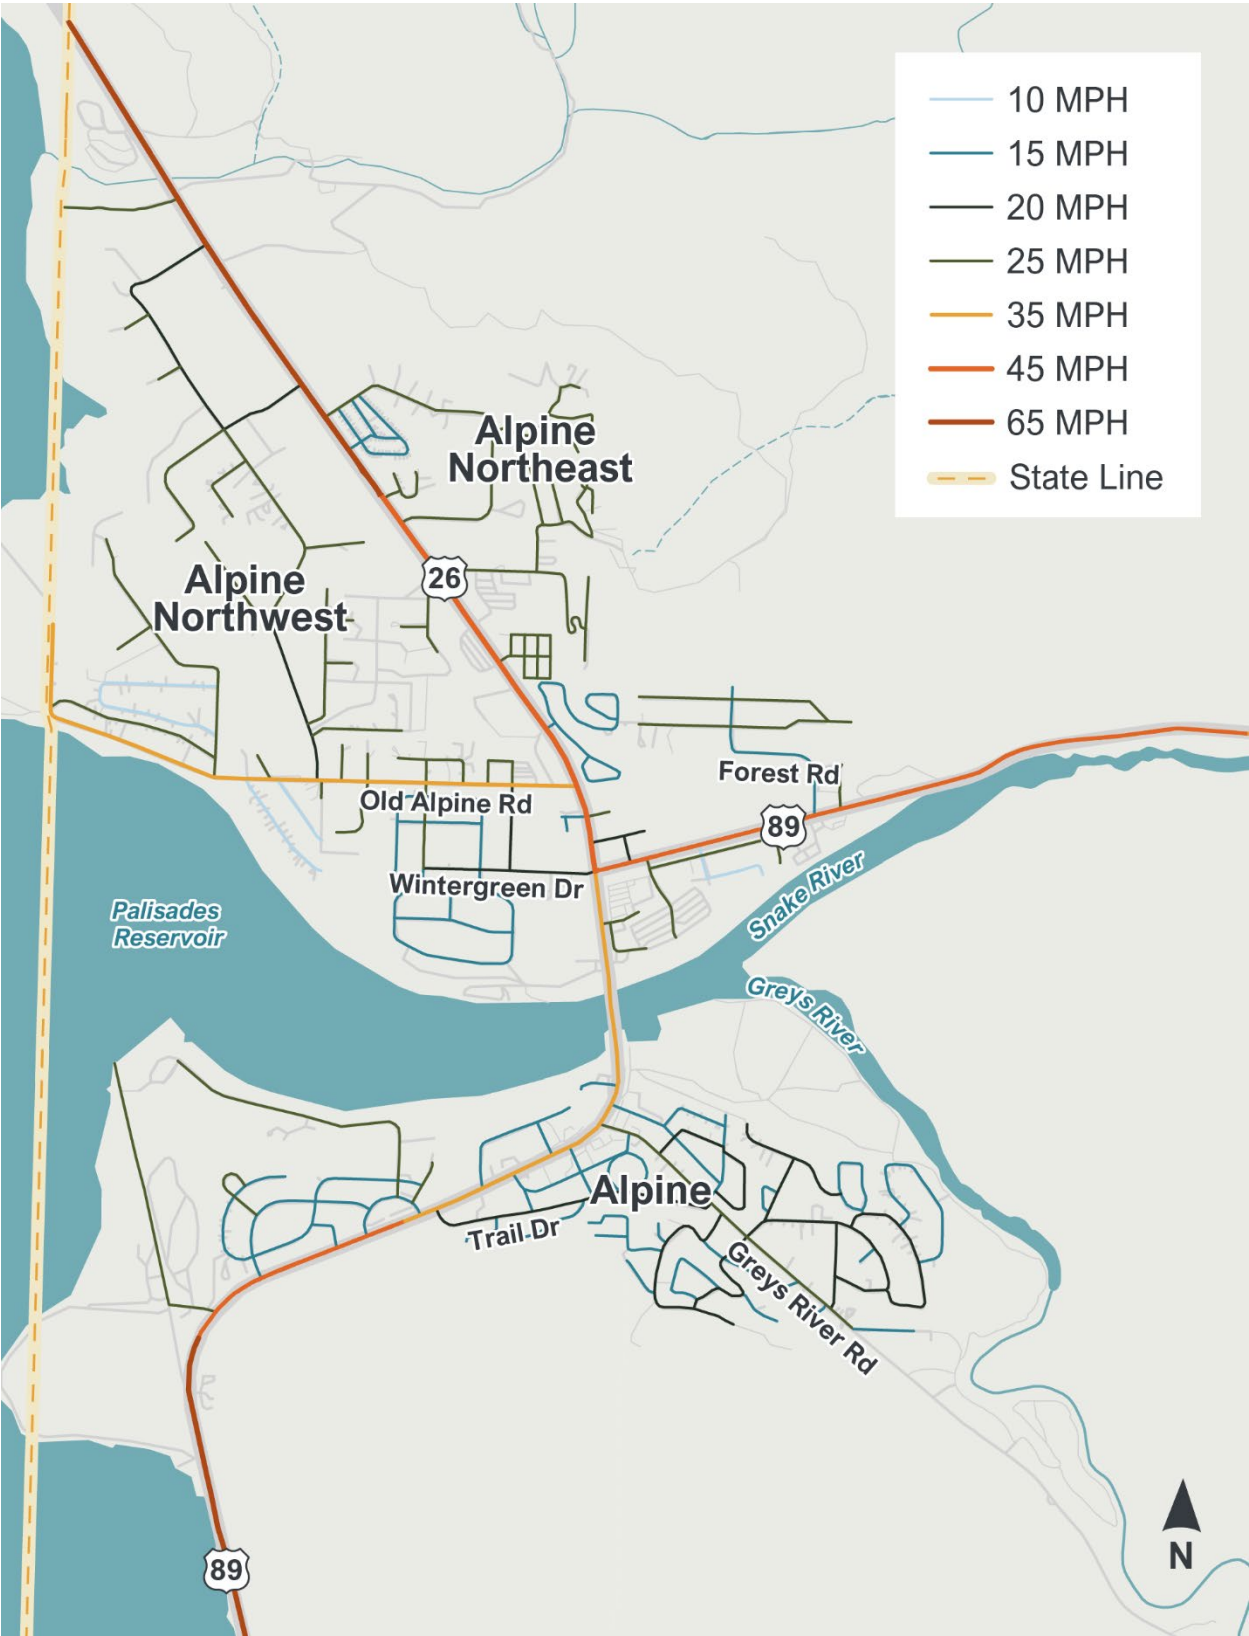 10 MPH
15 MPH
20 MPH
25 MPH
35 MPH
45 MPH
65 MPH
State Line
Alpine
Northeast
Alpine
Northwest
26
Forest Rd
Old Alpine Rd
89
Wintergreen Dr
Snake River
Palisades
Reservoir
Greys River
Alpine
Trail Dr
Greys River Rd
N
89